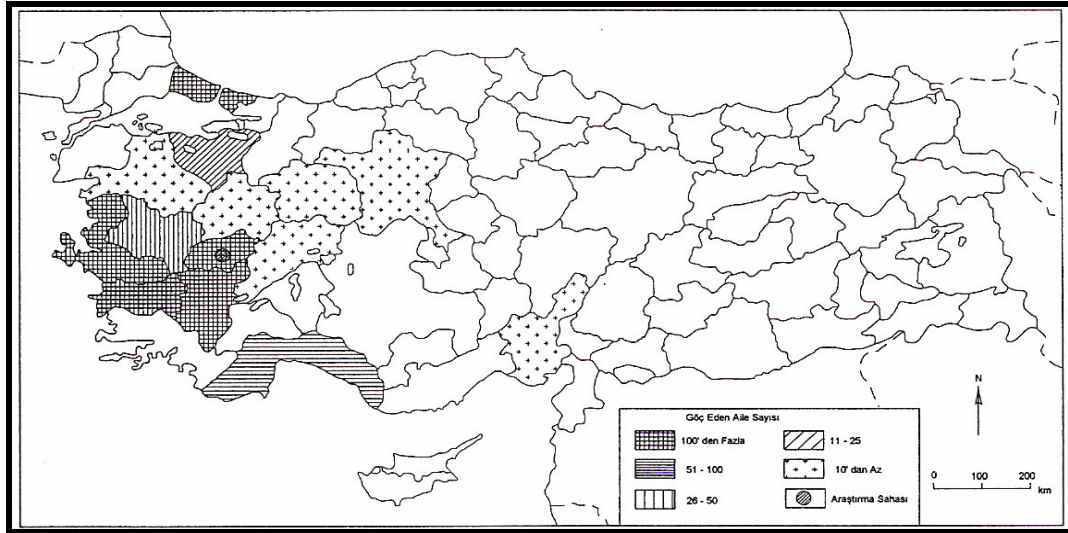 N
Göç Eden Aile Sayısı
100' den Fazla
11 - 25
51 - 100
10' dan Az
26 - 50
Araştırma Sahası
0 100 200
km